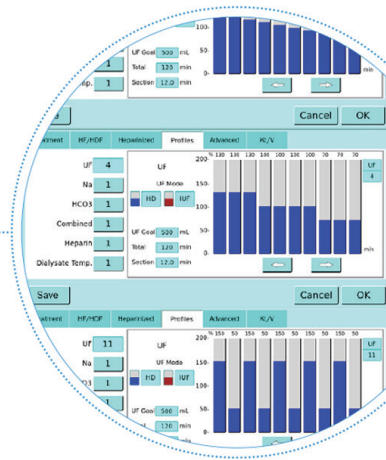 100-
50-
0-
UF Goal 500 mL
Total 120 min
Section 12.0 min
min
1
1
Cancel OK
HF/HDF Heparinized Profiles Advanced Kt/V
UF 4
Na 1
HCO3 1
Combined 1
Heparin 1
Dialysate Temp. 1
UF
UF Mode
HD IUF
UF Goal 500 mL
Total 120 min
Section 12.0 min
% 130 130 130 100 100 100 100 70 70 70
200-
150-
100-
50-
0-
min
UF
4
Save Cancel OK
HF/HDF Heparinized Profiles Advanced Kt/V
UF 11
Na 1
1
1
UF
UF Mode
HD IUF
UF Goal 500 mL
120 min
% 150 50 150 50 150 50 150 50 150 50
200-
150-
100-
50-
0-
UF
11